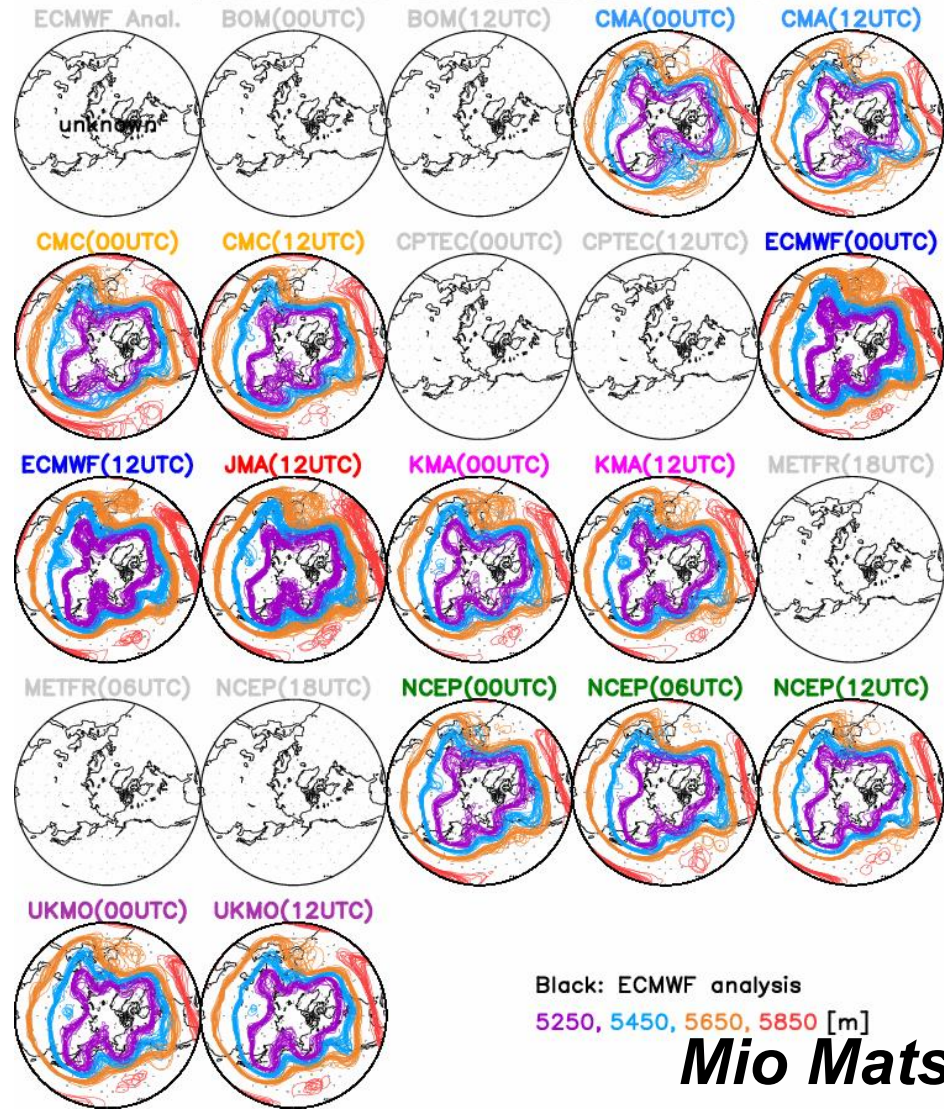 ECMWF Anal. BOM(00UTC) BOM(12UTC) CMA(00UTC) CMA(12UTC)
unknown
CMC(00UTC) CMC(12UTC) CPTEC(00UTC) CPTEC(12UTC) ECMWF(00UTC)
ECMWF(12UTC) JMA(12UTC) KMA(00UTC) KMA(12UTC) METFR(18UTC)
METFR(06UTC) NCEP(18UTC) NCEP(00UTC) NCEP(06UTC) NCEP(12UTC)
UKMO(00UTC) UKMO(12UTC)
Black: ECMWF analysis
5250, 5450, 5650, 5850 [m]
Mio Mats